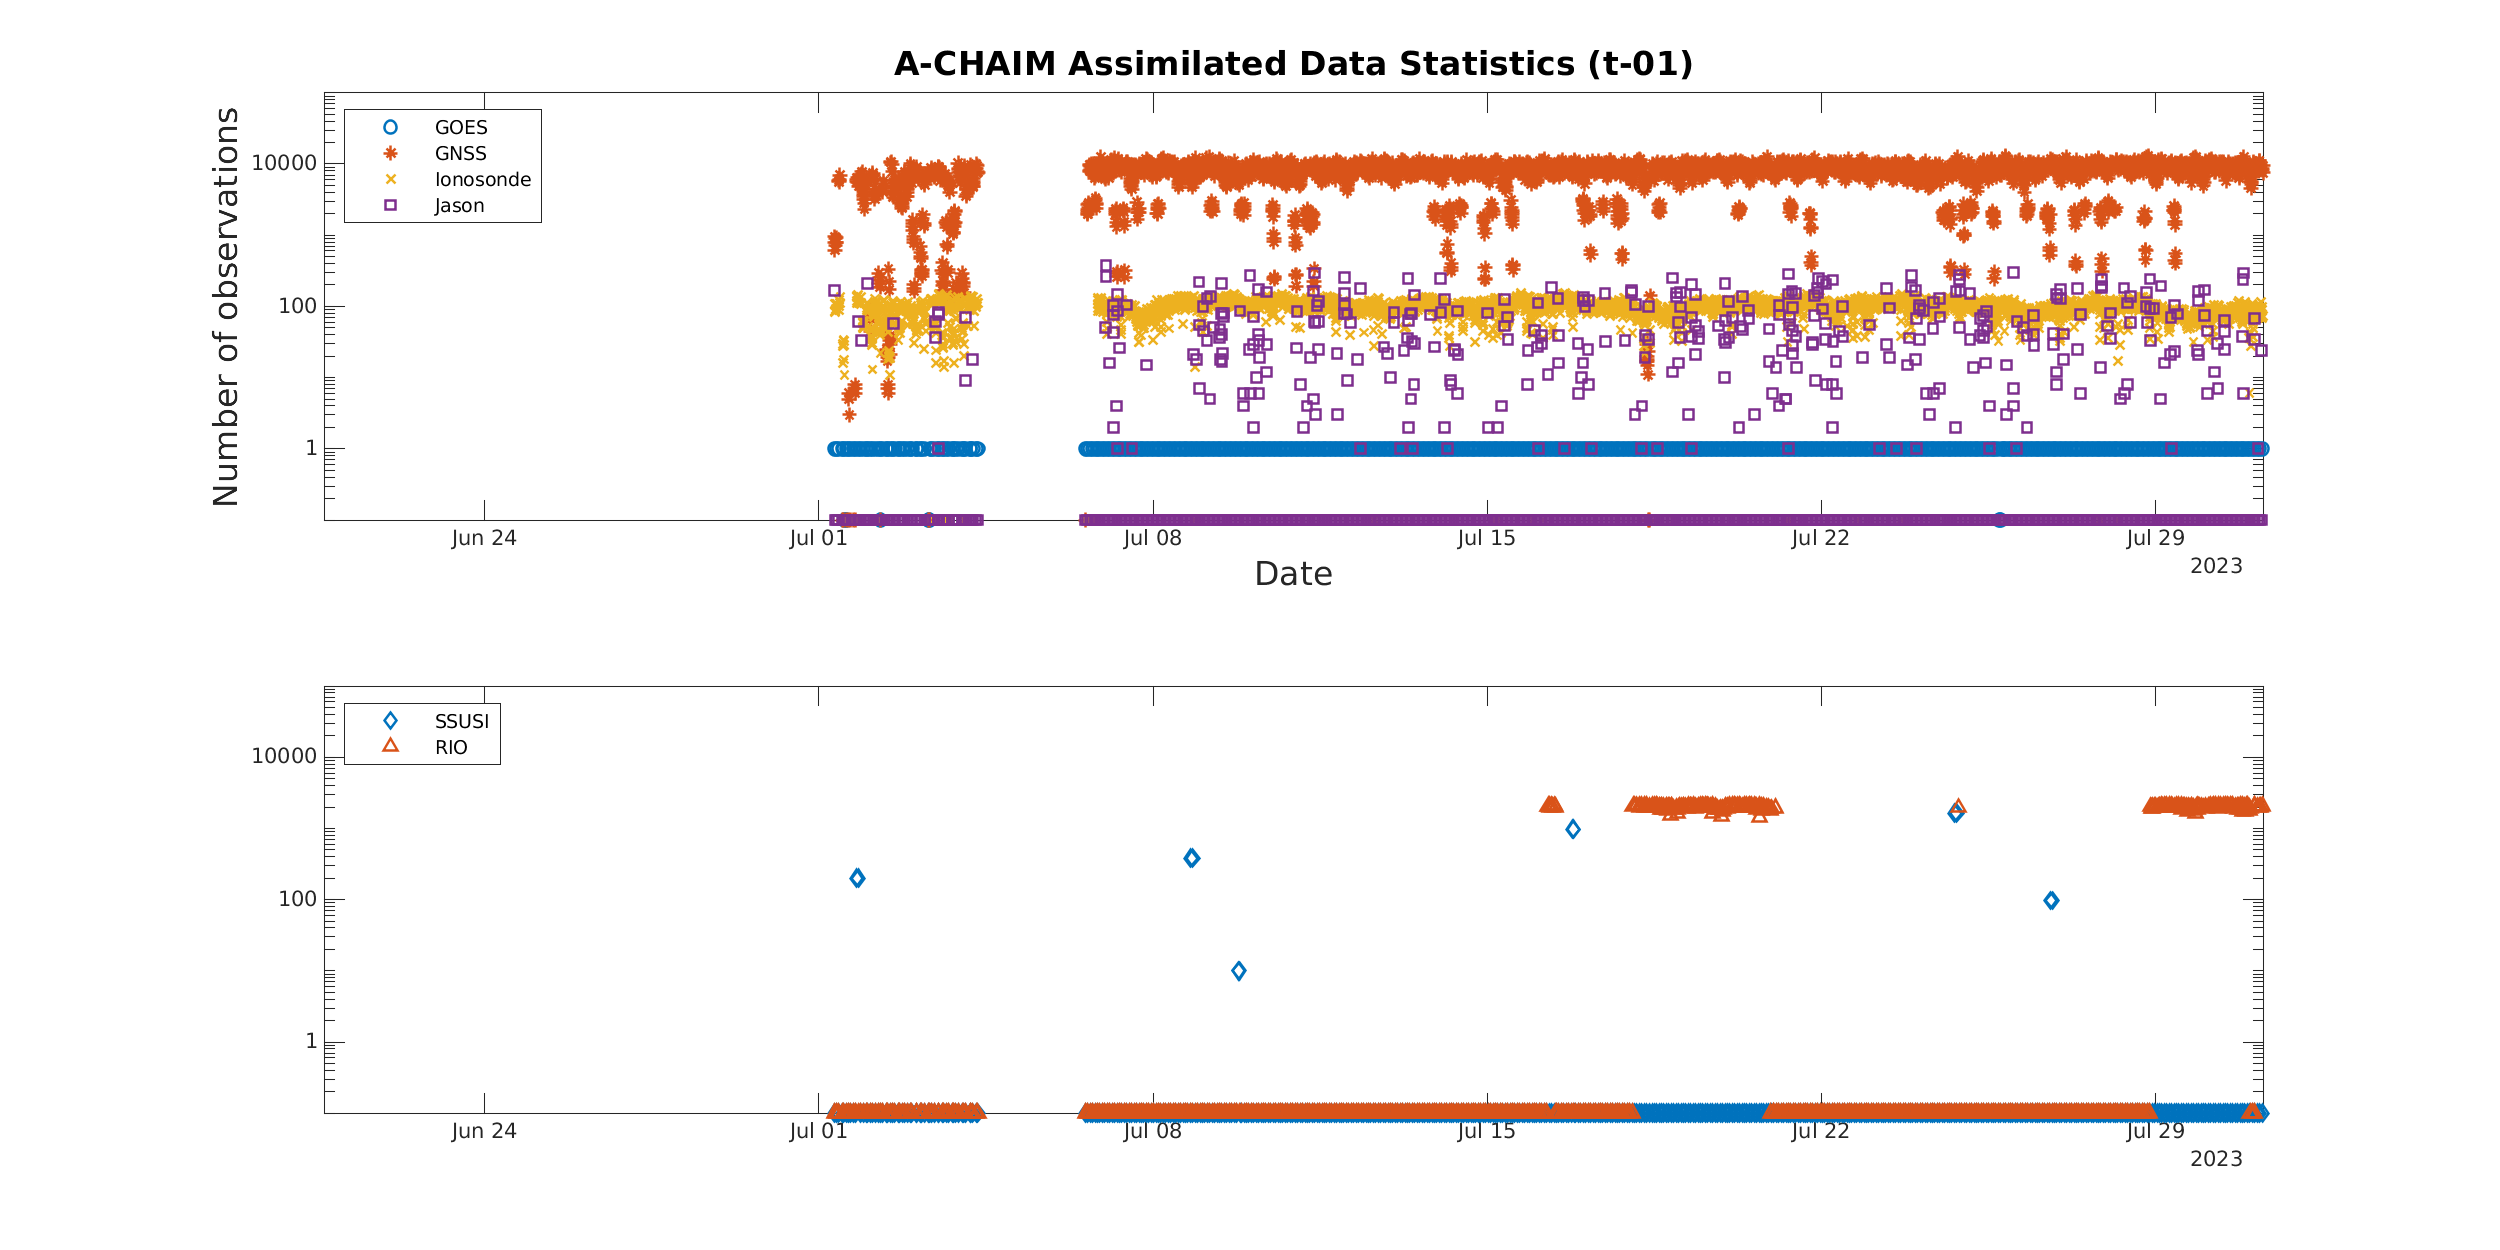 A-CHAIM Assimilated Data Statistics (t-01)
Number of observations
10000
100
1
GOES
GNSS
Ionosonde
Jason
Jun 24
Jul 01
Jul 08
Jul 15
Jul 22
Jul 29
2023
Date
10000
100
1
SSUSI
RIO
Jun 24
Jul 01
Jul 08
Jul 15
Jul 22
Jul 29
2023